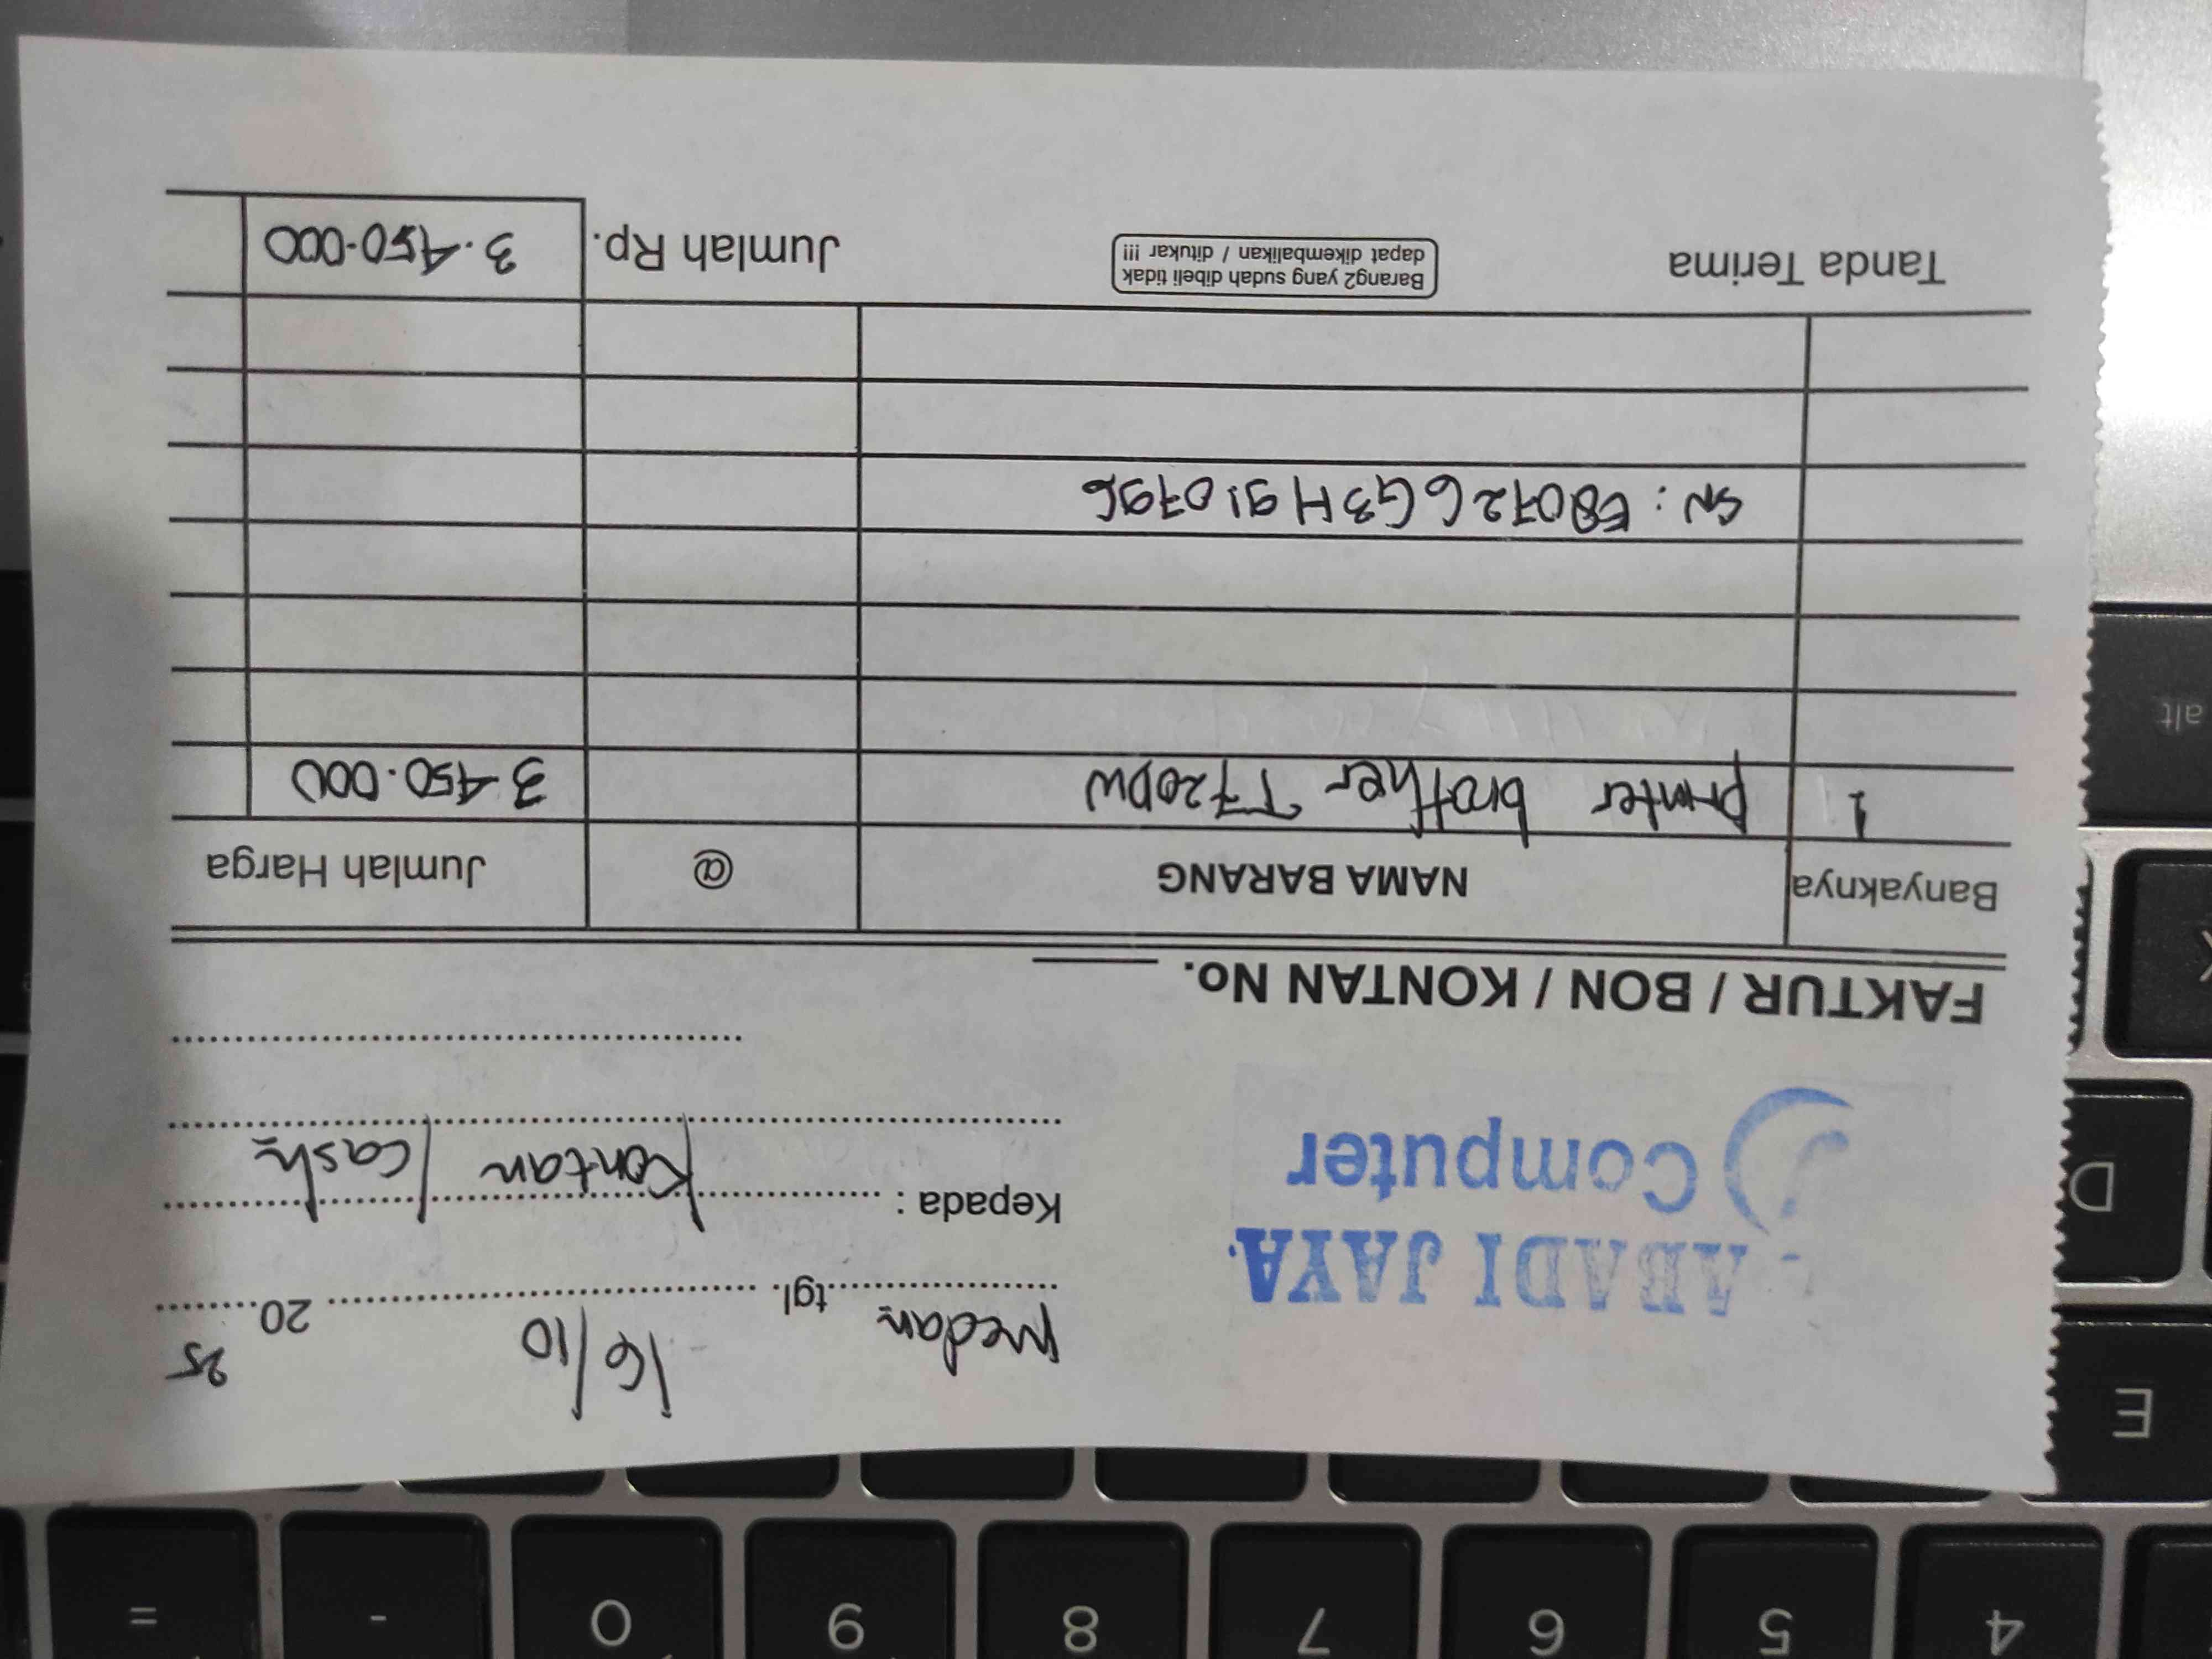 ABADI JAYA.
Computer
Medan tgl. 16/10 2025
Kepada : Kontan / cash
FAKTUR / BON / KONTAN No.
Banyaknya NAMA BARANG @ Jumlah Harga
1 printer brother T720DW 3.450.000
SN : E80726G3H910796
Tanda Terima
Barang2 yang sudah dibeli tidak
dapat dikembalikan / ditukar !!!
Jumlah Rp. 3.450.000
alt
D
E
4 5 6 7 8 9 0 - =